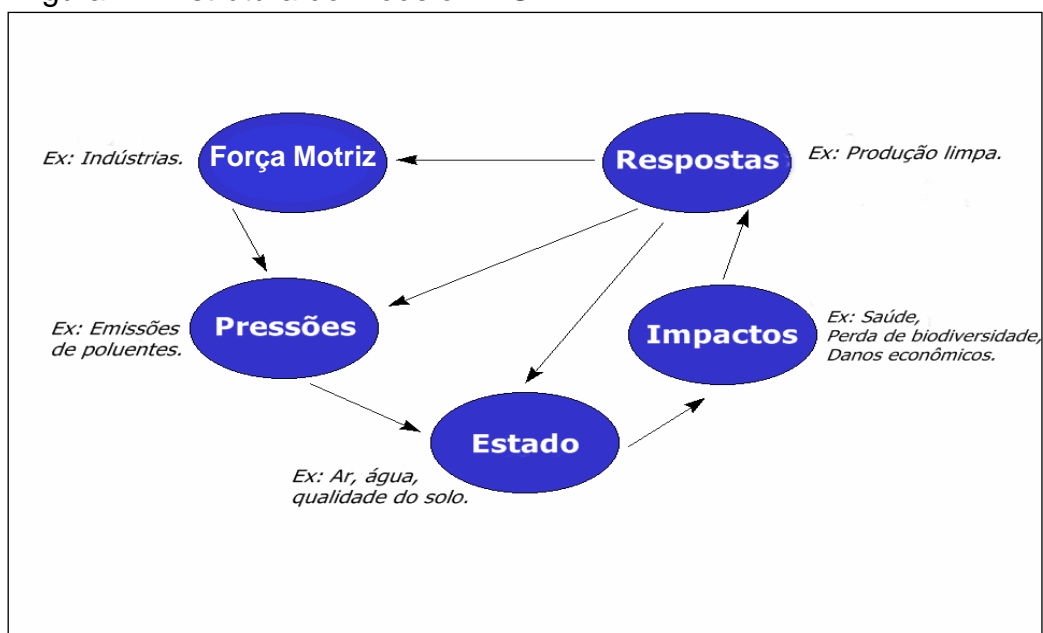 Força Motriz
Ex: Indústrias.
Respostas
Ex: Produção limpa.
Pressões
Ex: Emissões
de poluentes.
Impactos
Ex: Saúde,
Perda de biodiversidade,
Danos econômicos.
Estado
Ex: Ar, água,
qualidade do solo.